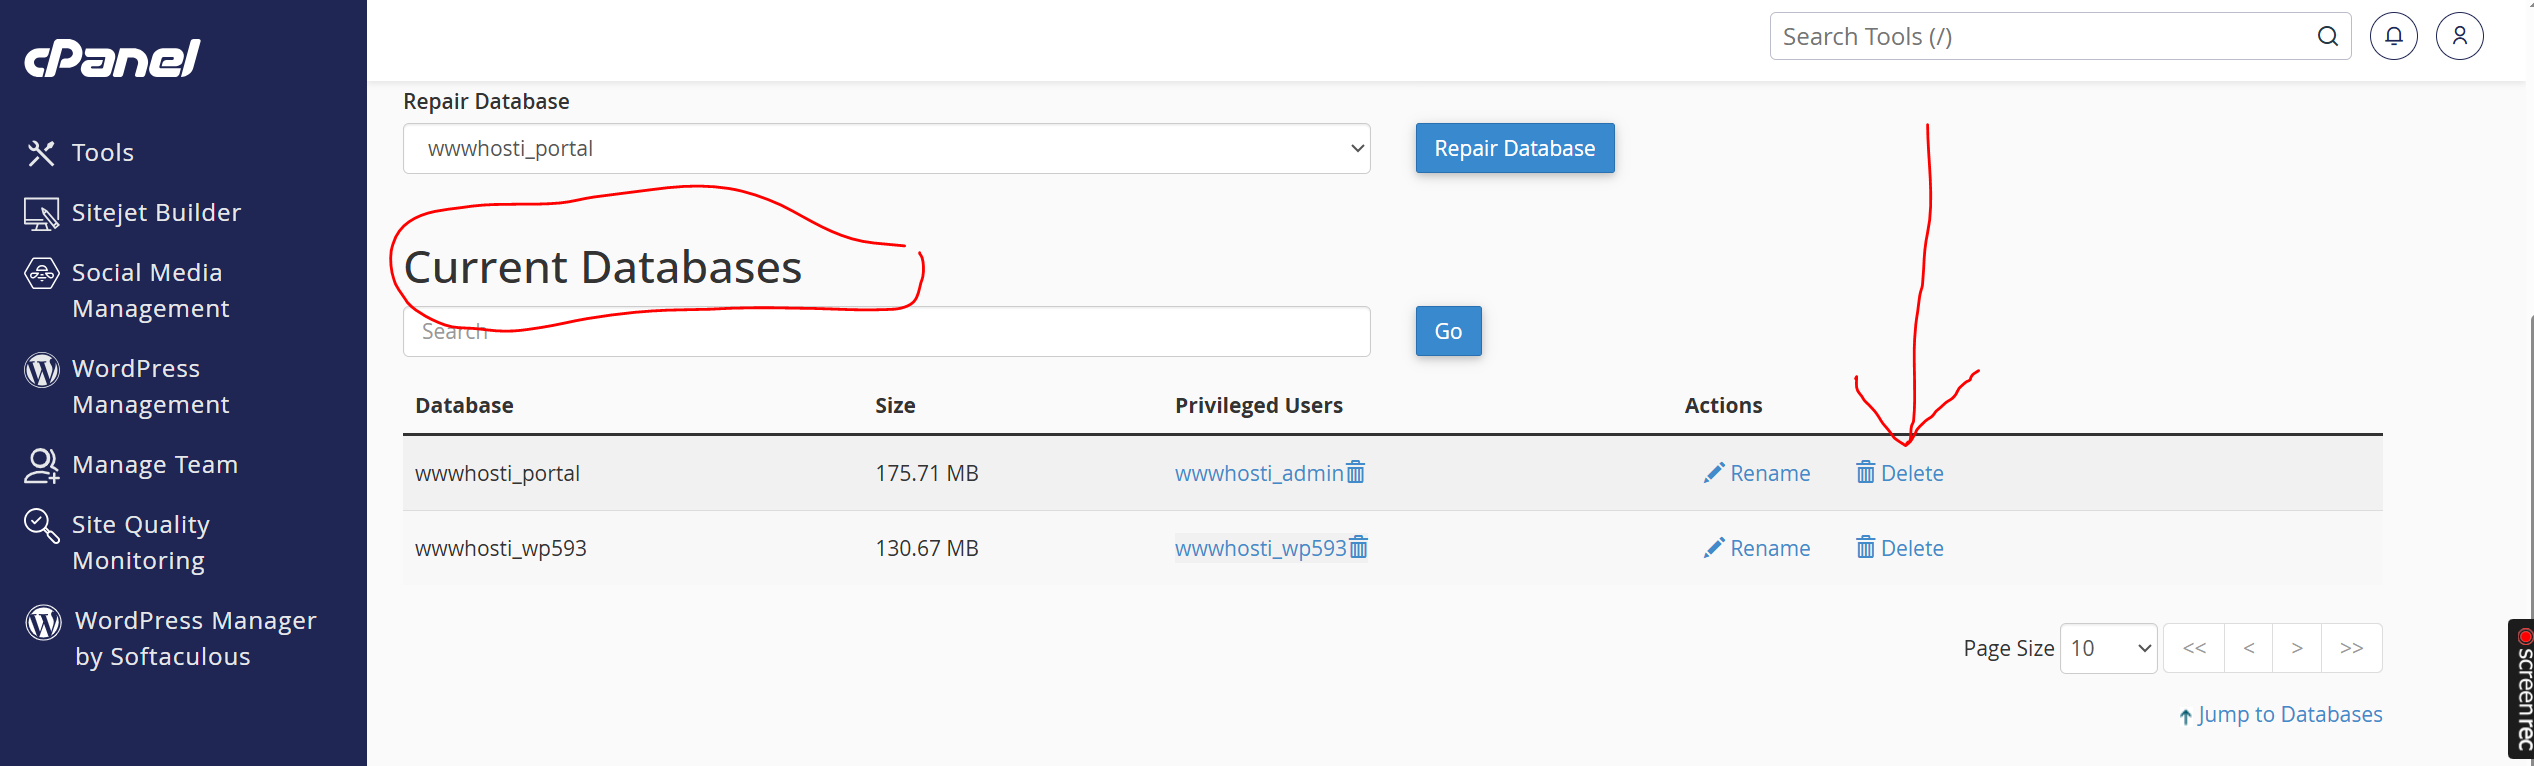 cPanel
Search Tools (/)
Tools
Sitejet Builder
Social Media
Management
WordPress
Management
Manage Team
Site Quality
Monitoring
WordPress Manager
by Softaculous
Repair Database
wwwhosti_portal
Repair Database
Current Databases
Search
Go
Database Size Privileged Users Actions
wwwhosti_portal 175.71 MB wwwhosti_admin Rename Delete
wwwhosti_wp593 130.67 MB wwwhosti_wp593 Rename Delete
Page Size 10 << < > >>
Jump to Databases
screenrec